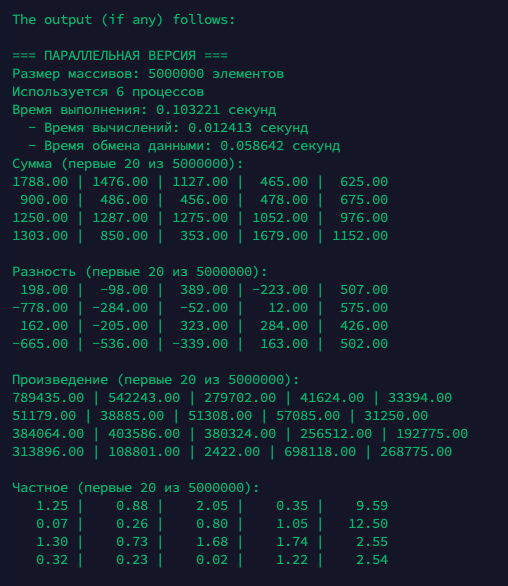 The output (if any) follows:

=== ПАРАЛЛЕЛЬНАЯ ВЕРСИЯ ===
Размер массивов: 5000000 элементов
Используется 6 процессов
Время выполнения: 0.103221 секунд
  - Время вычислений: 0.012413 секунд
  - Время обмена данными: 0.058642 секунд
Сумма (первые 20 из 5000000):
1788.00 | 1476.00 | 1127.00 |  465.00 |  625.00
 900.00 |  486.00 |  456.00 |  478.00 |  675.00
1250.00 | 1287.00 | 1275.00 | 1052.00 |  976.00
1303.00 |  850.00 |  353.00 | 1679.00 | 1152.00

Разность (первые 20 из 5000000):
 198.00 |  -98.00 |  389.00 | -223.00 |  507.00
-778.00 | -284.00 |  -52.00 |   12.00 |  575.00
 162.00 | -205.00 |  323.00 |  284.00 |  426.00
-665.00 | -536.00 | -339.00 |  163.00 |  502.00

Произведение (первые 20 из 5000000):
789435.00 | 542243.00 | 279702.00 | 41624.00 | 33394.00
51179.00 | 38885.00 | 51308.00 | 57085.00 | 31250.00
384064.00 | 403586.00 | 380324.00 | 256512.00 | 192775.00
313896.00 | 108801.00 | 2422.00 | 698118.00 | 268775.00

Частное (первые 20 из 5000000):
   1.25 |    0.88 |    2.05 |    0.35 |    9.59
   0.07 |    0.26 |    0.80 |    1.05 |   12.50
   1.30 |    0.73 |    1.68 |    1.74 |    2.55
   0.32 |    0.23 |    0.02 |    1.22 |    2.54